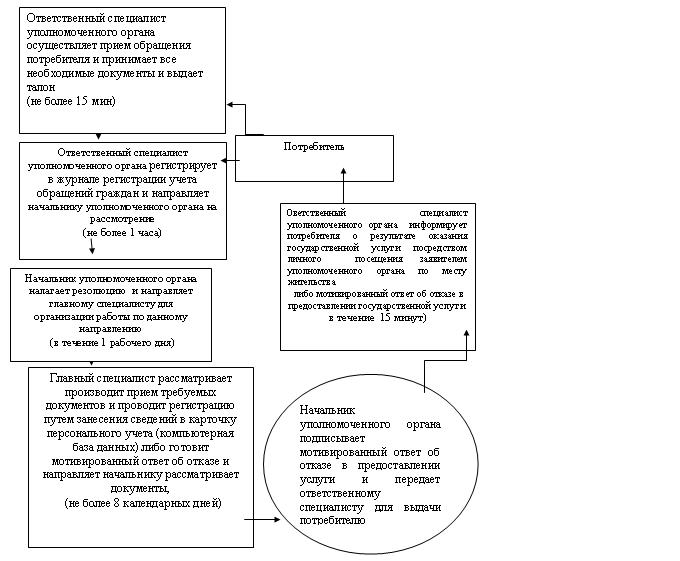 Ответственный специалист
уполномоченного органа
осуществляет прием обращения
потребителя и принимает все
необходимые документы и выдает
талон
(не более 15 мин)
Потребитель
Ответственный специалист
уполномоченного органа регистрирует
в журнале регистрации учета
обращений граждан и направляет
начальнику уполномоченного органа на
рассмотрение
(не более 1 часа)
Начальник уполномоченного органа
налагает резолюцию и направляет
главному специалисту для
организации работы по данному
направлению
(в течение 1 рабочего дня)
Главный специалист рассматривает
производит прием требуемых
документов и проводит регистрацию
путем занесения сведений в карточку
персонального учета (компьютерная
база данных) либо готовит
мотивированный ответ об отказе и
направляет начальнику рассматривает
документы,
(не более 8 календарных дней)
Начальник
уполномоченного органа
подписывает
мотивированный ответ об
отказе в предоставлении
услуги и передает
ответственному
специалисту для выдачи
потребителю
Ответственный специалист
уполномоченного органа информирует
потребителя о результате оказания
государственной услуги посредством
личного посещения заявителем
уполномоченного органа по месту
жительства
либо мотивированный ответ об отказе в
предоставлении государственной услуги
в течение 15 минут)